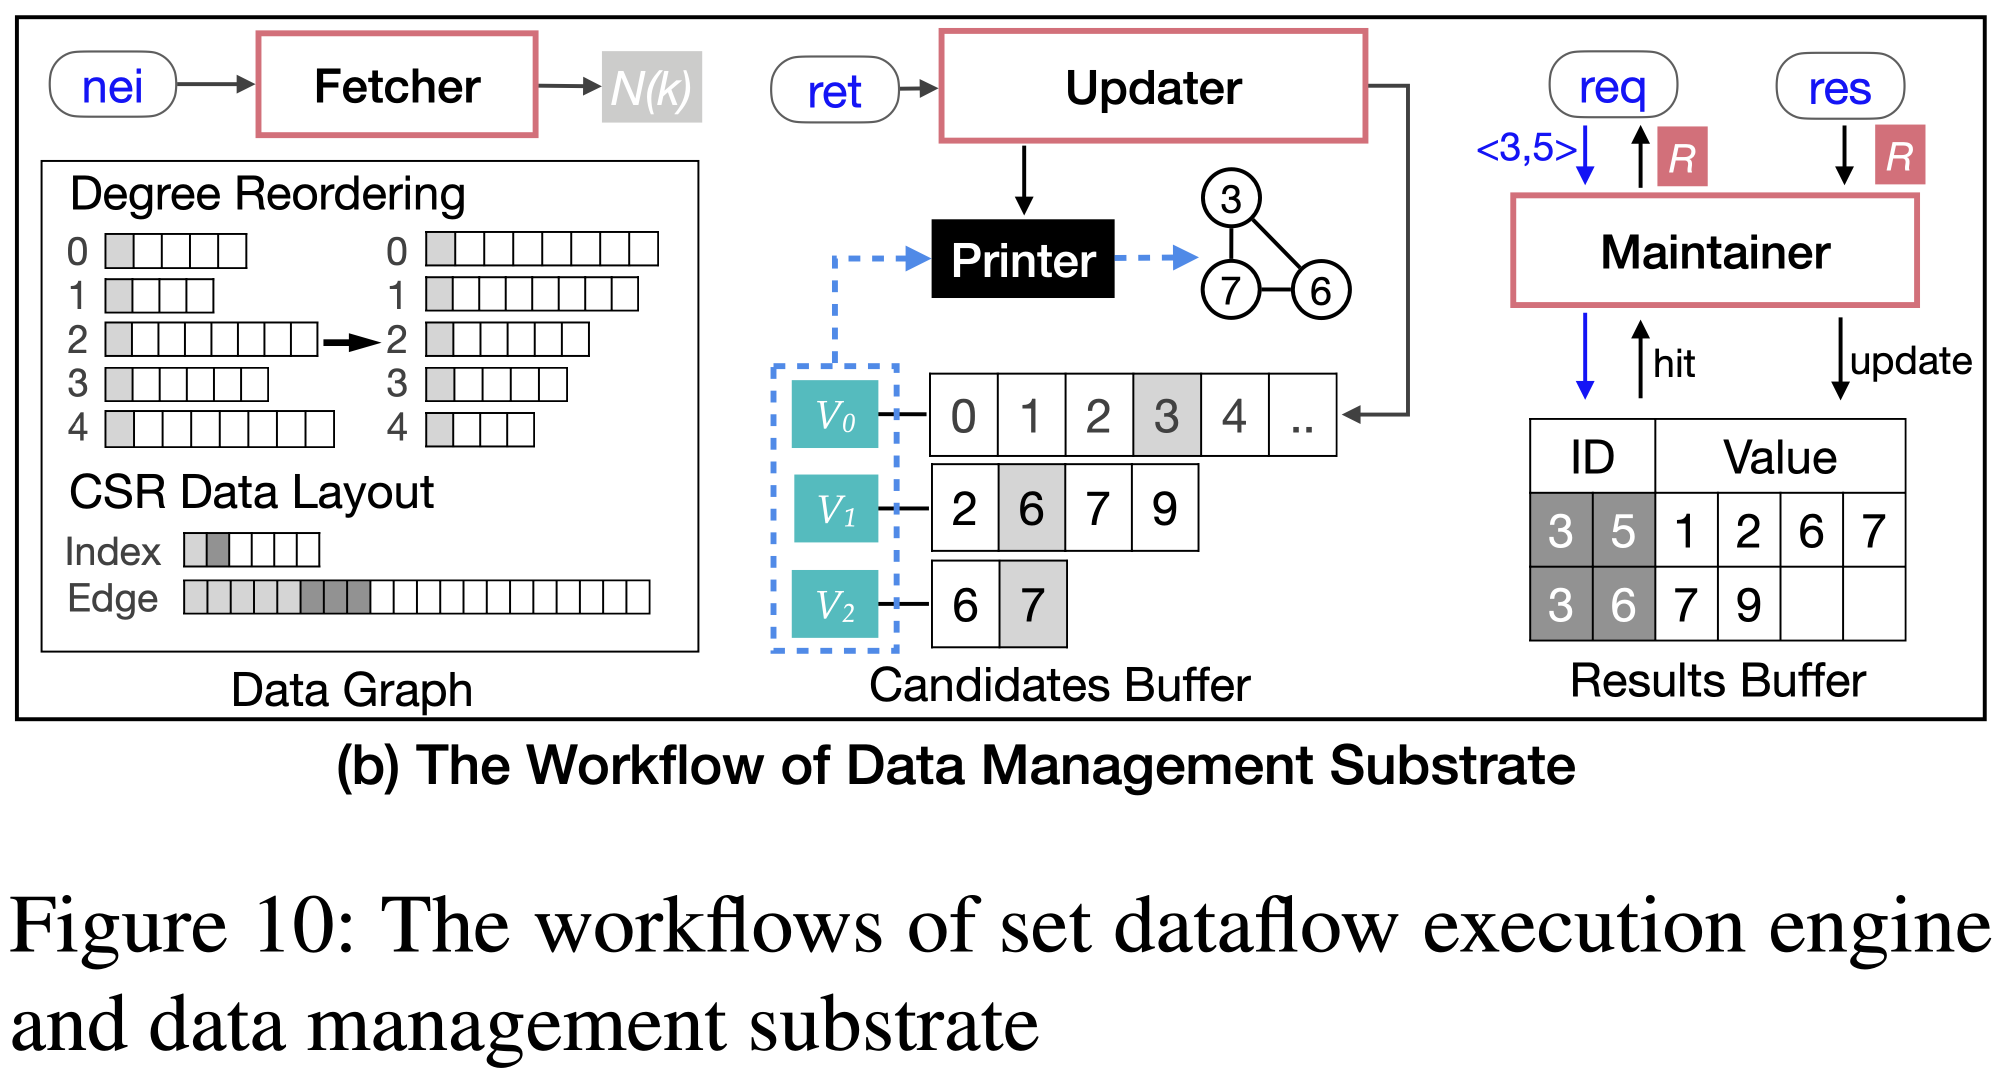 nei
Fetcher
N(k)
Degree Reordering
0
1
2
3
4
0
1
2
3
4
CSR Data Layout
Index
Edge
Data Graph
ret
Updater
Printer
3
7 6
V0 0 1 2 3 4 ..
V1 2 6 7 9
V2 6 7
Candidates Buffer
req
res
<3,5>
R
R
Maintainer
hit
update
ID Value
3 5 1 2 6 7
3 6 7 9
Results Buffer
(b) The Workflow of Data Management Substrate
Figure 10: The workflows of set dataflow execution engine
and data management substrate